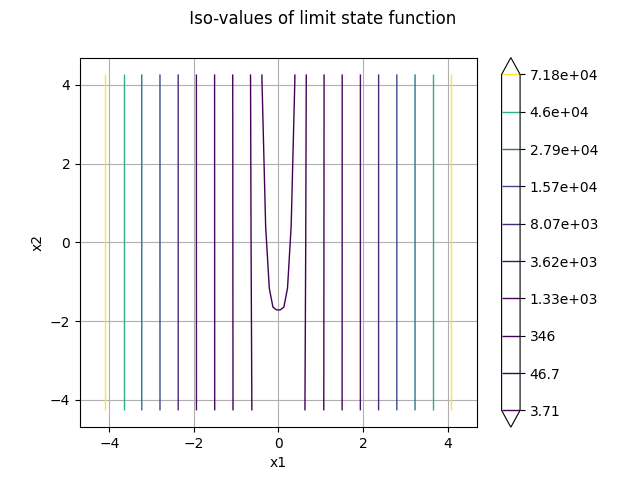 Iso-values of limit state function
4
2
0
−2
−4
x2
−4
−2
0
2
4
x1
7.18e+04
4.6e+04
2.79e+04
1.57e+04
8.07e+03
3.62e+03
1.33e+03
346
46.7
3.71